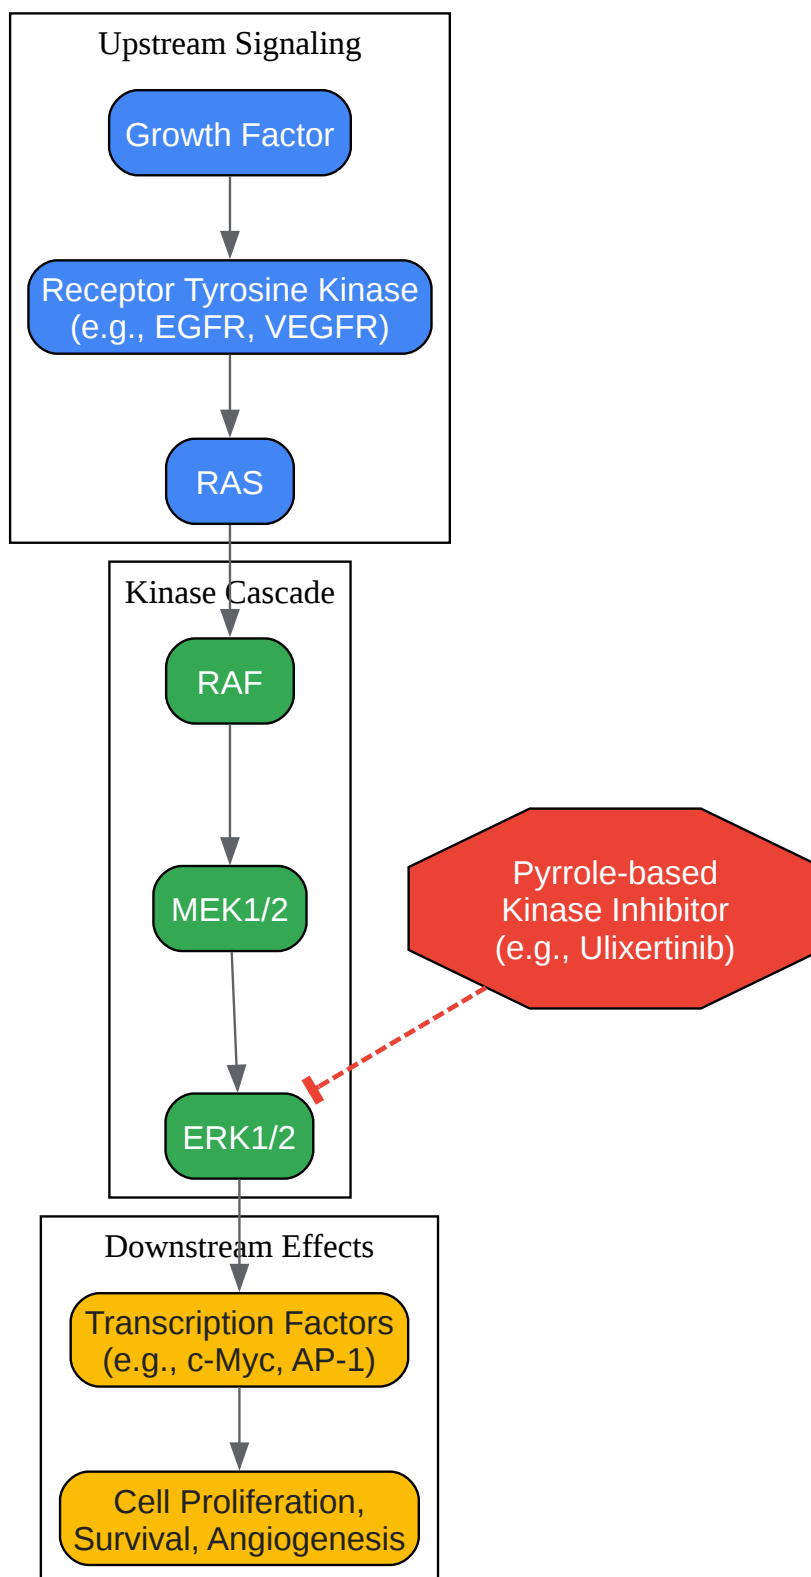 Upstream Signaling
Growth Factor
Receptor Tyrosine Kinase
(e.g., EGFR, VEGFR)
RAS
Kinase Cascade
RAF
MEK1/2
Pyrrole-based
Kinase Inhibitor
(e.g., Ulixertinib)
ERK1/2
Downstream Effects
Transcription Factors
(e.g., c-Myc, AP-1)
Cell Proliferation,
Survival, Angiogenesis